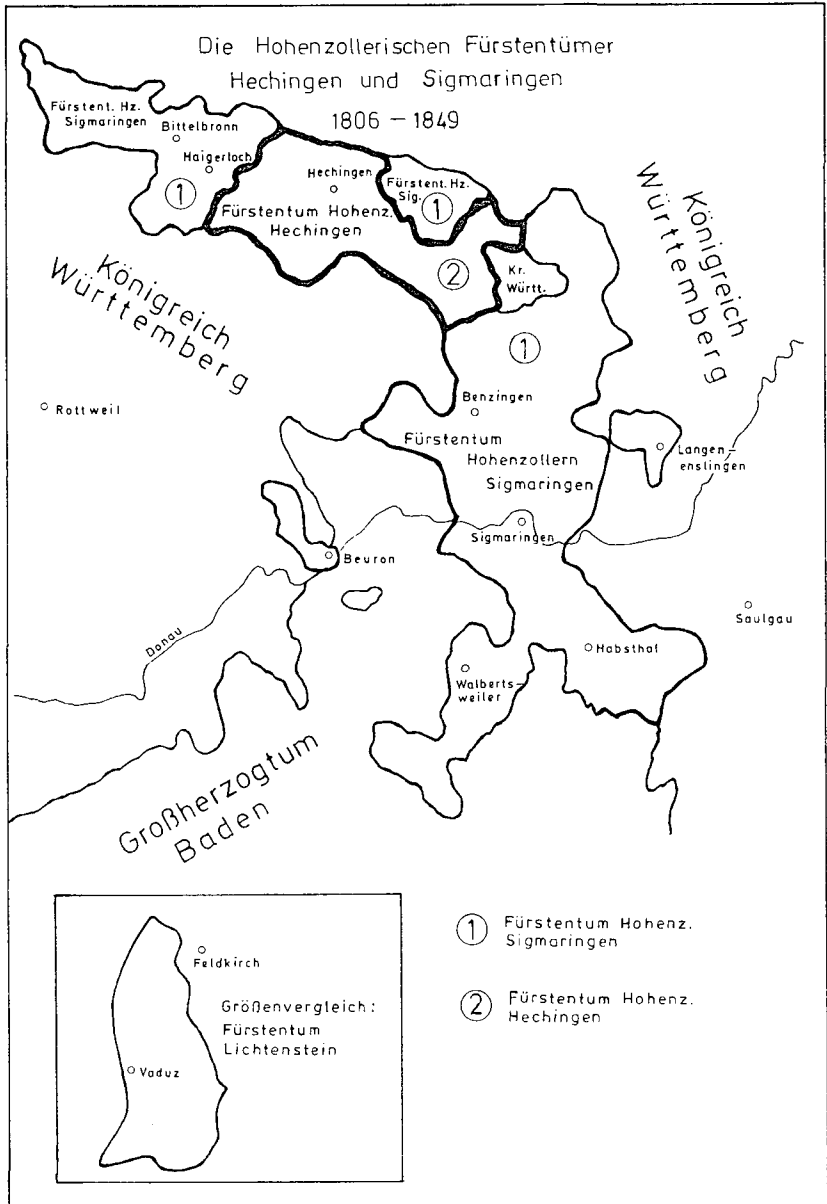 Die Hohenzollerischen Fürstentümer
Hechingen und Sigmaringen
1806 – 1849
Fürstent. Hz.
Sigmaringen
Bittelbronn
Haigerloch
1
Hechingen
Fürstentum Hohenz.
Hechingen
Fürstent. Hz.
Sig.
1
2
Kr.
Württ.
1
Königreich
Württemberg
Königreich
Württemberg
Rottweil
Benzingen
Fürstentum
Hohenzollern
Sigmaringen
Langen–
enslingen
Sigmaringen
Beuron
Donau
Saulgau
Habsthal
Walberts–
weiler
Großherzogtum
Baden
Feldkirch
Größenvergleich:
Fürstentum
Lichtenstein
Vaduz
1 Fürstentum Hohenz.
Sigmaringen
2 Fürstentum Hohenz.
Hechingen